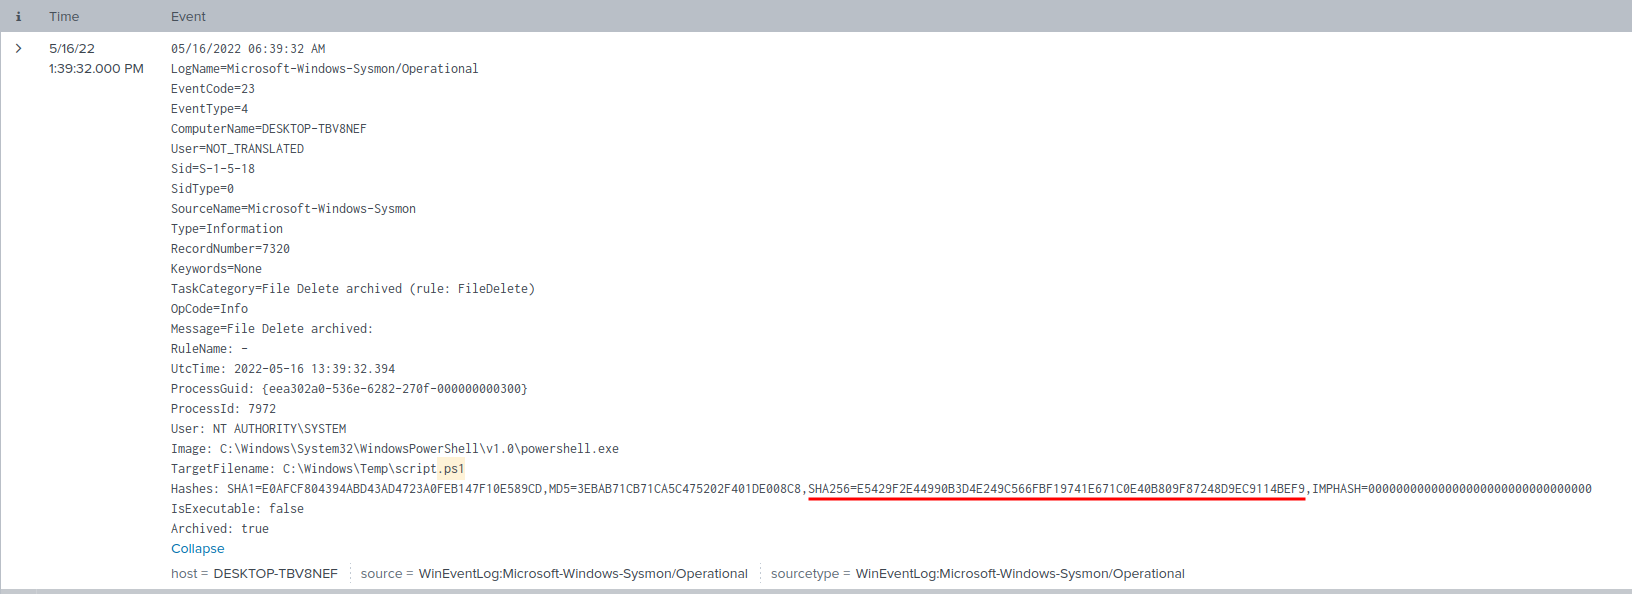 i Time Event
5/16/22 05/16/2022 06:39:32 AM
1:39:32.000 PM LogName=Microsoft-Windows-Sysmon/Operational
EventCode=23
EventType=4
ComputerName=DESKTOP-TBV8NEF
User=NOT_TRANSLATED
Sid=S-1-5-18
SidType=0
SourceName=Microsoft-Windows-Sysmon
Type=Information
RecordNumber=7320
Keywords=None
TaskCategory=File Delete archived (rule: FileDelete)
OpCode=Info
Message=File Delete archived:
RuleName: -
UtcTime: 2022-05-16 13:39:32.394
ProcessGuid: {eea302a0-536e-6282-270f-000000000300}
ProcessId: 7972
User: NT AUTHORITY\SYSTEM
Image: C:\Windows\System32\WindowsPowerShell\v1.0\powershell.exe
TargetFilename: C:\Windows\Temp\script.ps1
Hashes: SHA1=E0AFCF804394ABD43AD4723A0FEB147F10E589CD,MD5=3EBAB71CB71CA5C475202F401DE008C8,SHA256=E5429F2E44990B3D4E249C566FBF19741E671C0E40B809F87248D9EC9114BEF9,IMPHASH=00000000000000000000000000000000
IsExecutable: false
Archived: true
Collapse
host = DESKTOP-TBV8NEF source = WinEventLog:Microsoft-Windows-Sysmon/Operational sourcetype = WinEventLog:Microsoft-Windows-Sysmon/Operational